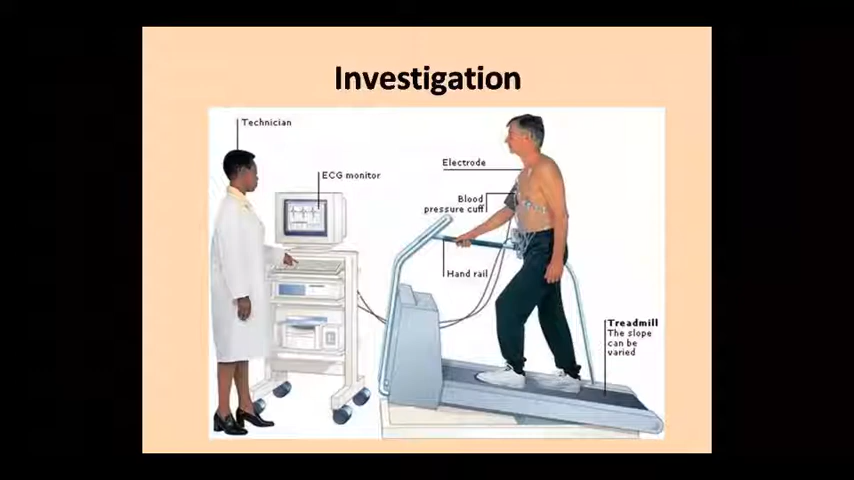 Investigation
Technician
ECG monitor
Electrode
Blood
pressure cuff
Hand rail
Treadmill
The slope
can be
varied